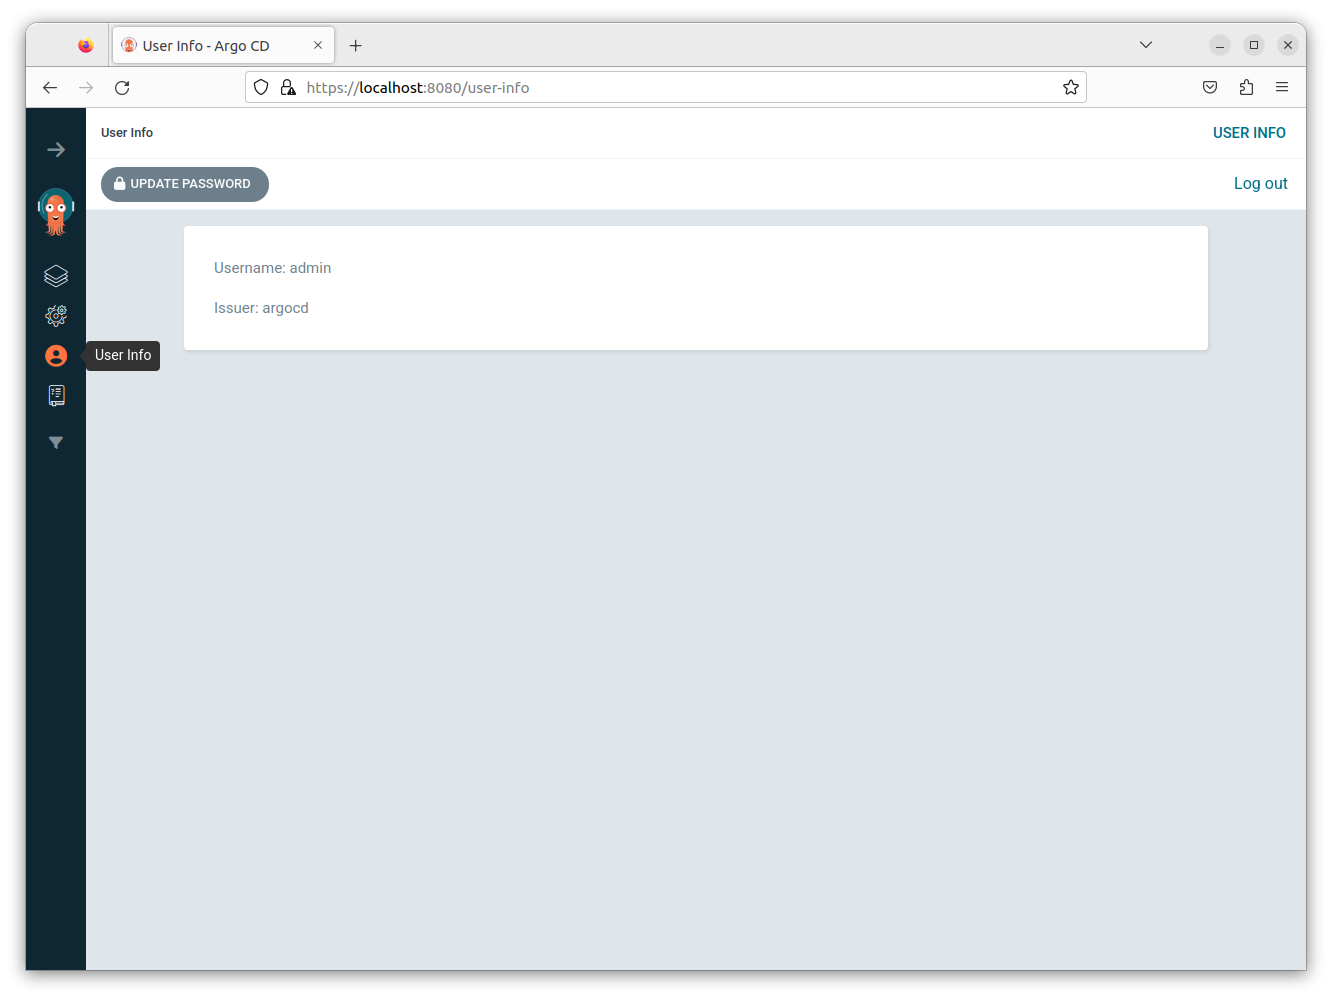 User Info - Argo CD
https://localhost:8080/user-info
User Info
USER INFO
UPDATE PASSWORD
Log out
Username: admin
Issuer: argocd
User Info